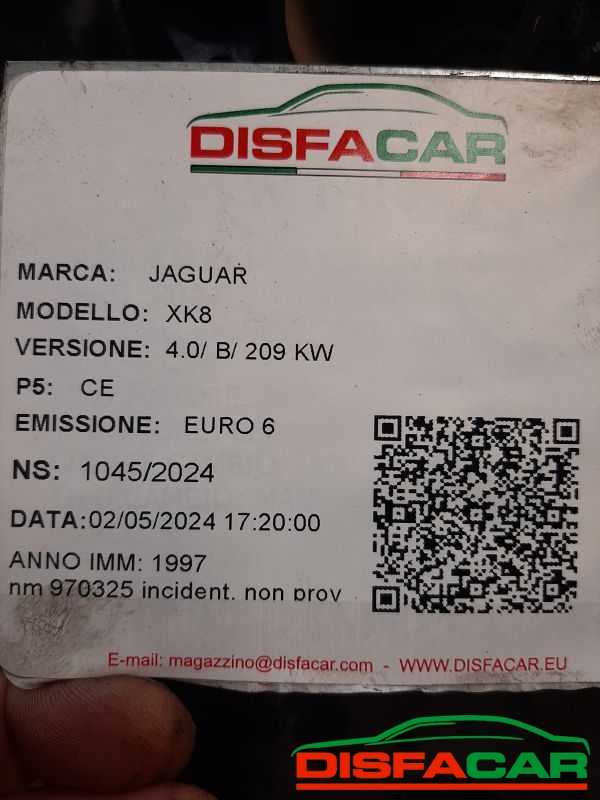 DISFACAR
MARCA: JAGUAR
MODELLO: XK8
VERSIONE: 4.0/ B/ 209 KW
P5: CE
EMISSIONE: EURO 6
NS: 1045/2024
DATA:02/05/2024 17:20:00
ANNO IMM: 1997
nm 970325 incident. non prov
E-mail: magazzino@disfacar.com - WWW.DISFACAR.EU
DISFACAR